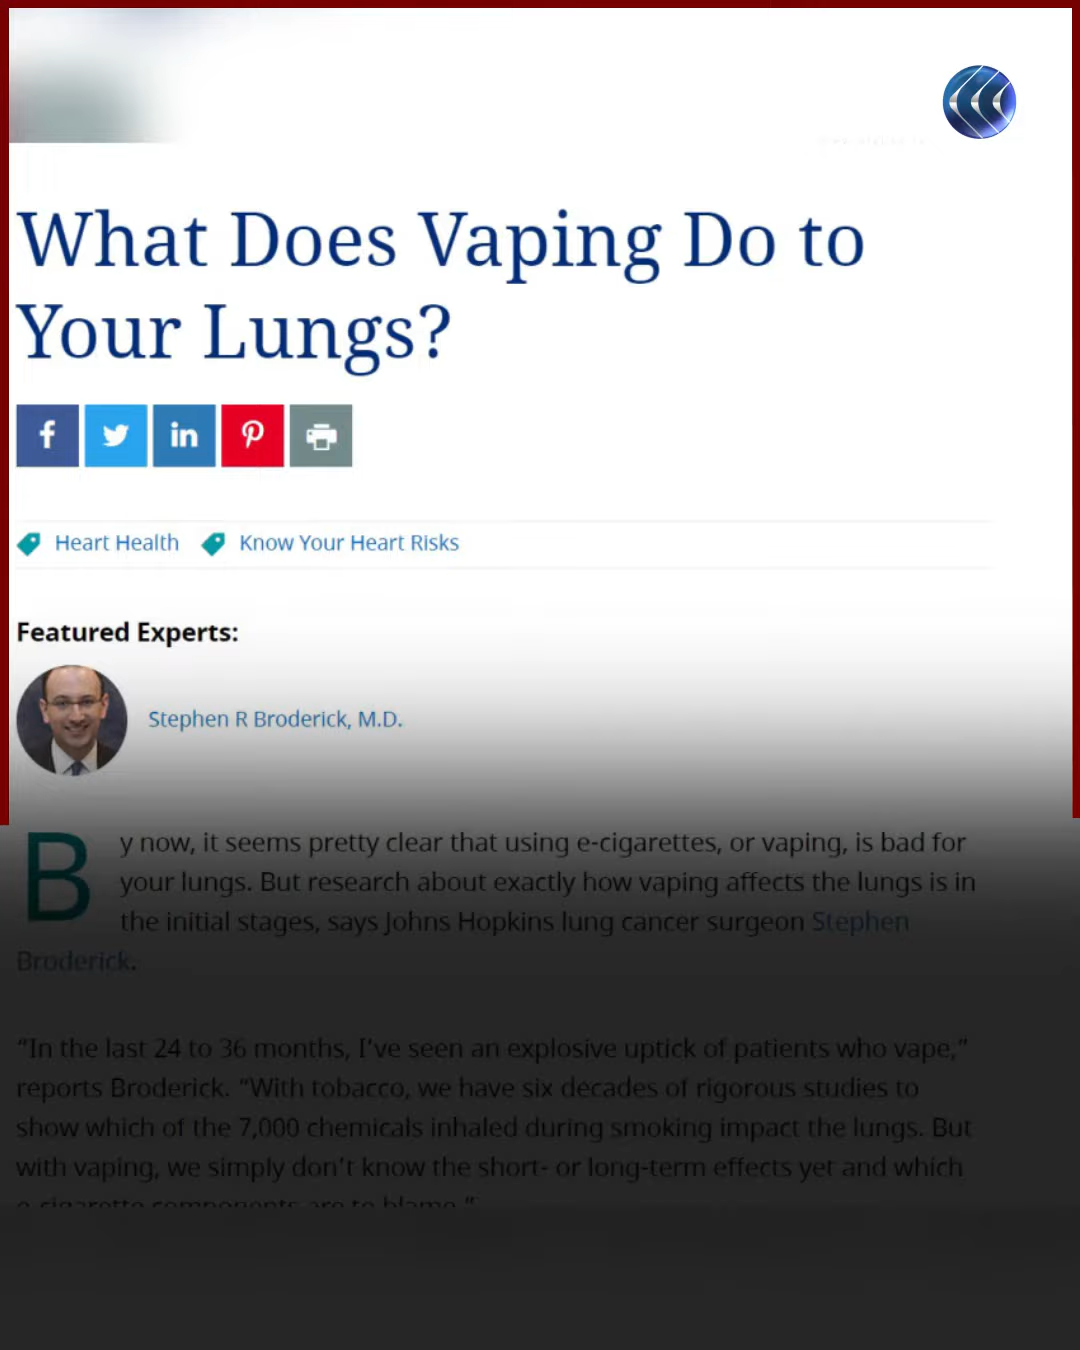 What Does Vaping Do to
Your Lungs?
Heart Health Know Your Heart Risks
Featured Experts:
Stephen R Broderick, M.D.
By now, it seems pretty clear that using e-cigarettes, or vaping, is bad for
your lungs. But research about exactly how vaping affects the lungs is in
the initial stages, says Johns Hopkins lung cancer surgeon Stephen
Broderick.
“In the last 24 to 36 months, I’ve seen an explosive uptick of patients who vape,”
reports Broderick. “With tobacco, we have six decades of rigorous studies to
show which of the 7,000 chemicals inhaled during smoking impact the lungs. But
with vaping, we simply don’t know the short- or long-term effects yet and which
e-cigarette components are to blame.”